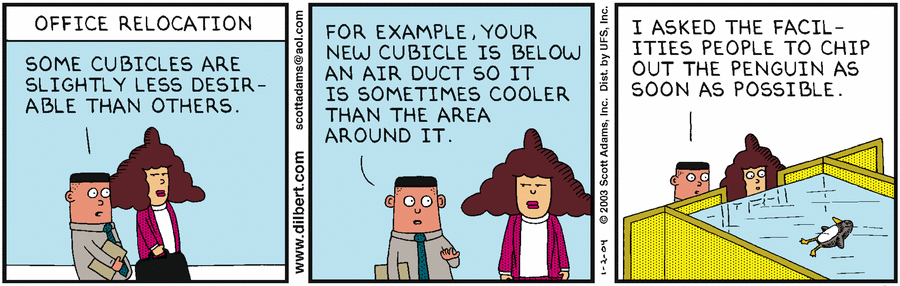 OFFICE RELOCATION
SOME CUBICLES ARE
SLIGHTLY LESS DESIR-
ABLE THAN OTHERS.
www.dilbert.com scottadams@aol.com
FOR EXAMPLE, YOUR
NEW CUBICLE IS BELOW
AN AIR DUCT SO IT
IS SOMETIMES COOLER
THAN THE AREA
AROUND IT.
1-2-04 © 2003 Scott Adams, Inc. Dist. by UFS, Inc.
I ASKED THE FACIL-
ITIES PEOPLE TO CHIP
OUT THE PENGUIN AS
SOON AS POSSIBLE.